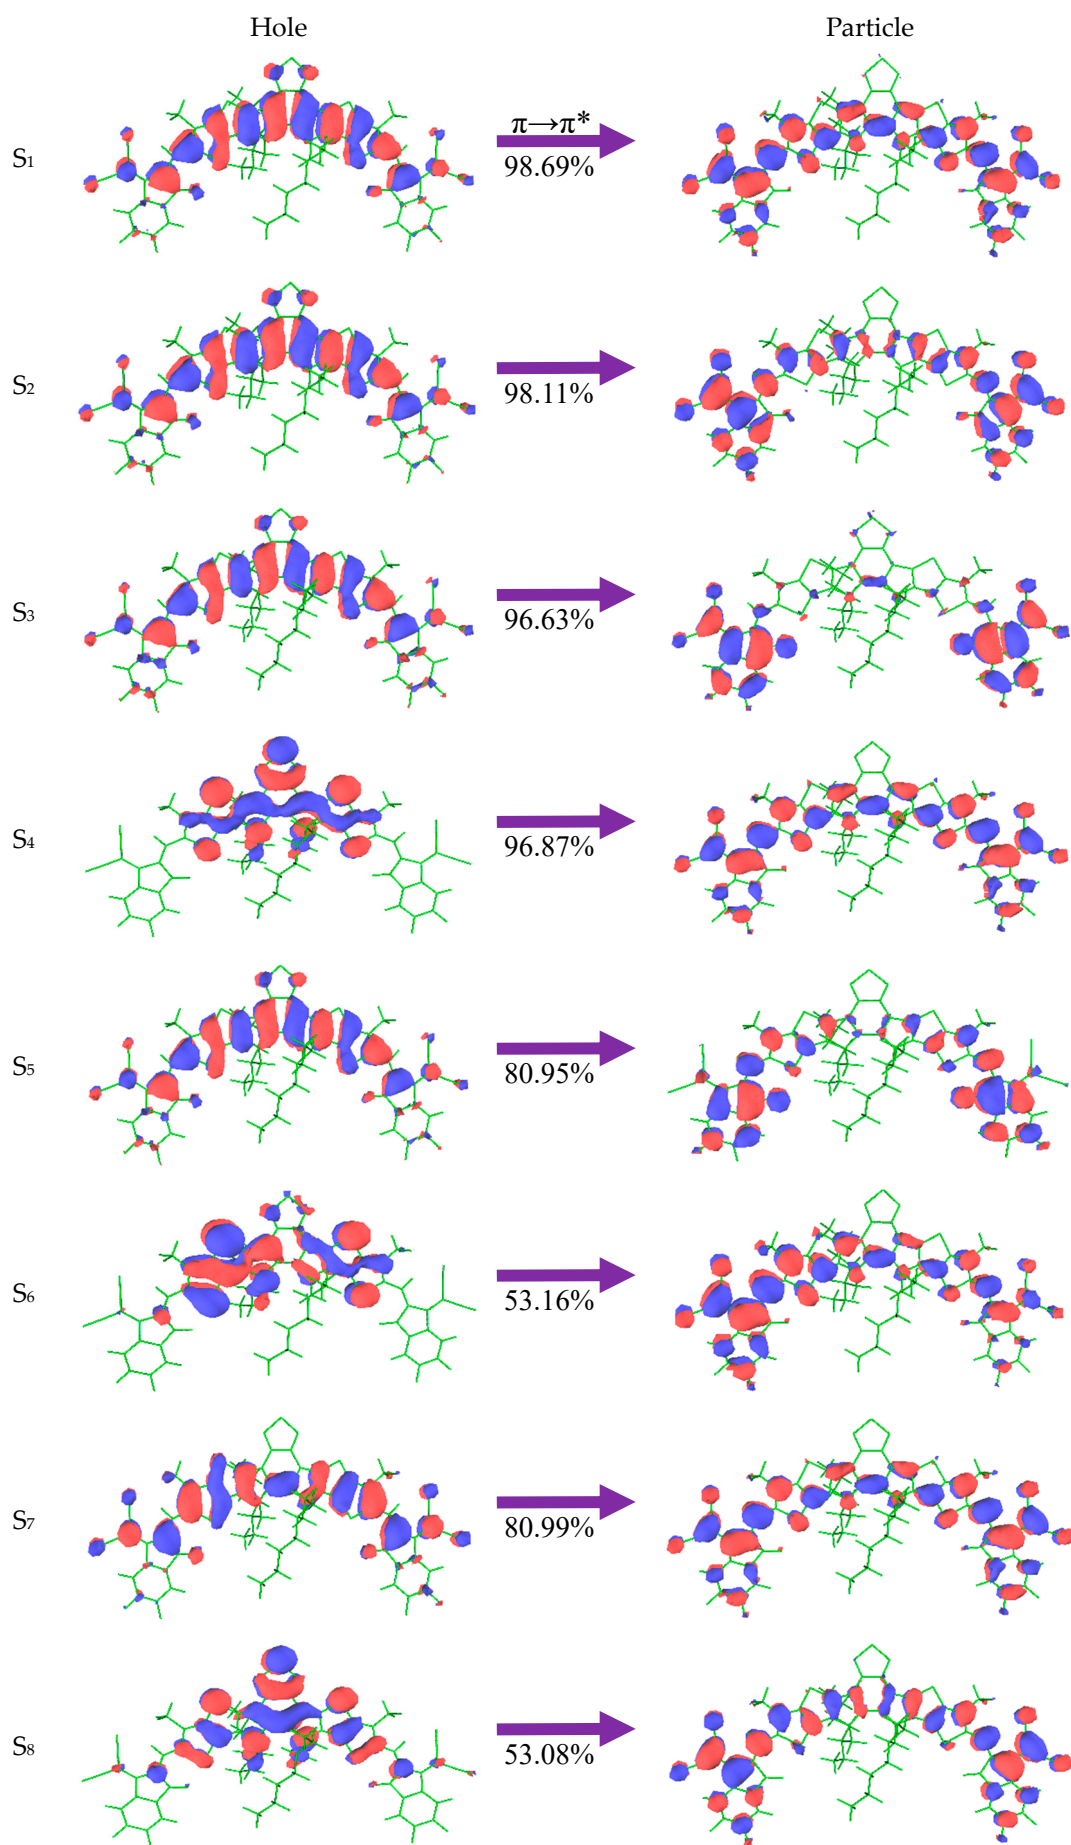 Hole Particle
S₁ π→π* 98.69%
S₂ 98.11%
S₃ 96.63%
S₄ 96.87%
S₅ 80.95%
S₆ 53.16%
S₇ 80.99%
S₈ 53.08%